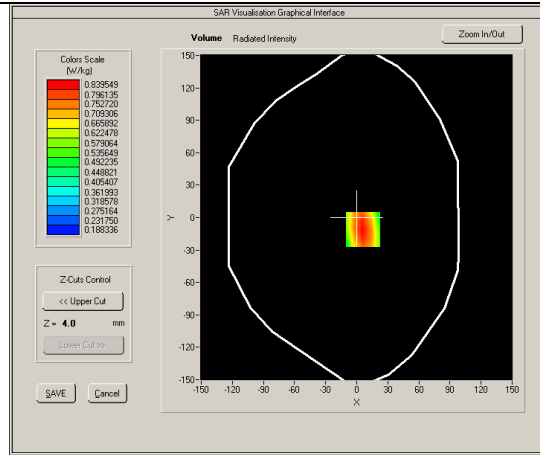 SAR Visualisation Graphical Interface
Volume Radiated Intensity
Zoom In/Out
Colors Scale
(W/kg)
0.839549
0.796135
0.752720
0.709306
0.665892
0.622478
0.579064
0.535649
0.492235
0.448821
0.405407
0.361993
0.318578
0.275164
0.231750
0.188336
Z-Cuts Control
<< Upper Cut
Z = 4.0 mm
Lower Cut >>
SAVE Cancel
150
120
90
60
30
0
-30
-60
-90
-120
-150
Y
-150 -120 -90 -60 -30 0 30 60 90 120 150
X